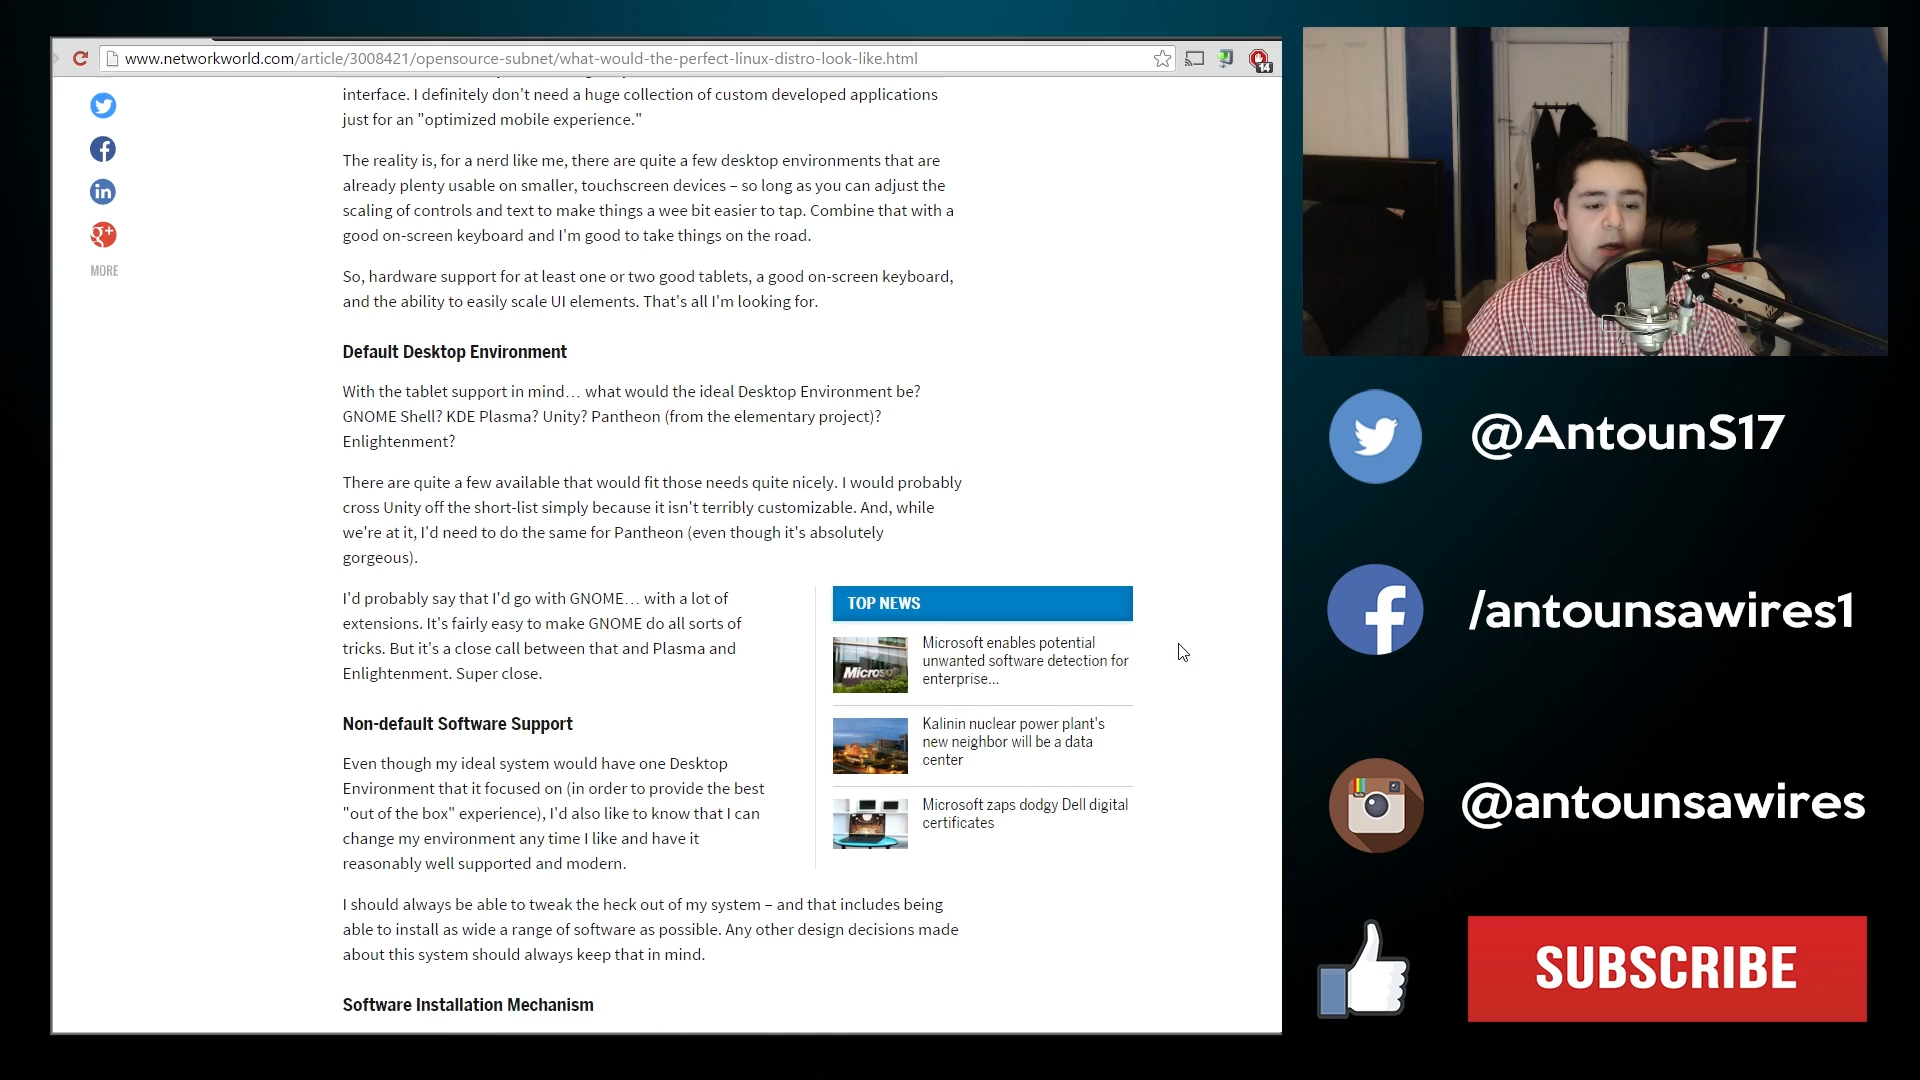 www.networkworld.com/article/3008421/opensource-subnet/what-would-the-perfect-linux-distro-look-like.html
14
interface. I definitely don't need a huge collection of custom developed applications
just for an "optimized mobile experience."
The reality is, for a nerd like me, there are quite a few desktop environments that are
already plenty usable on smaller, touchscreen devices – so long as you can adjust the
scaling of controls and text to make things a wee bit easier to tap. Combine that with a
good on-screen keyboard and I'm good to take things on the road.
So, hardware support for at least one or two good tablets, a good on-screen keyboard,
and the ability to easily scale UI elements. That's all I'm looking for.
Default Desktop Environment
With the tablet support in mind… what would the ideal Desktop Environment be?
GNOME Shell? KDE Plasma? Unity? Pantheon (from the elementary project)?
Enlightenment?
There are quite a few available that would fit those needs quite nicely. I would probably
cross Unity off the short-list simply because it isn't terribly customizable. And, while
we're at it, I'd need to do the same for Pantheon (even though it's absolutely
gorgeous).
I'd probably say that I'd go with GNOME… with a lot of
extensions. It's fairly easy to make GNOME do all sorts of
tricks. But it's a close call between that and Plasma and
Enlightenment. Super close.
Non-default Software Support
Even though my ideal system would have one Desktop
Environment that it focused on (in order to provide the best
"out of the box" experience), I'd also like to know that I can
change my environment any time I like and have it
reasonably well supported and modern.
I should always be able to tweak the heck out of my system – and that includes being
able to install as wide a range of software as possible. Any other design decisions made
about this system should always keep that in mind.
Software Installation Mechanism
in
g+
MORE
TOP NEWS
Microsoft enables potential
unwanted software detection for
enterprise...
Microsoft
Kalinin nuclear power plant's
new neighbor will be a data
center
Microsoft zaps dodgy Dell digital
certificates
@AntounS17
/antounsawires1
@antounsawires
SUBSCRIBE